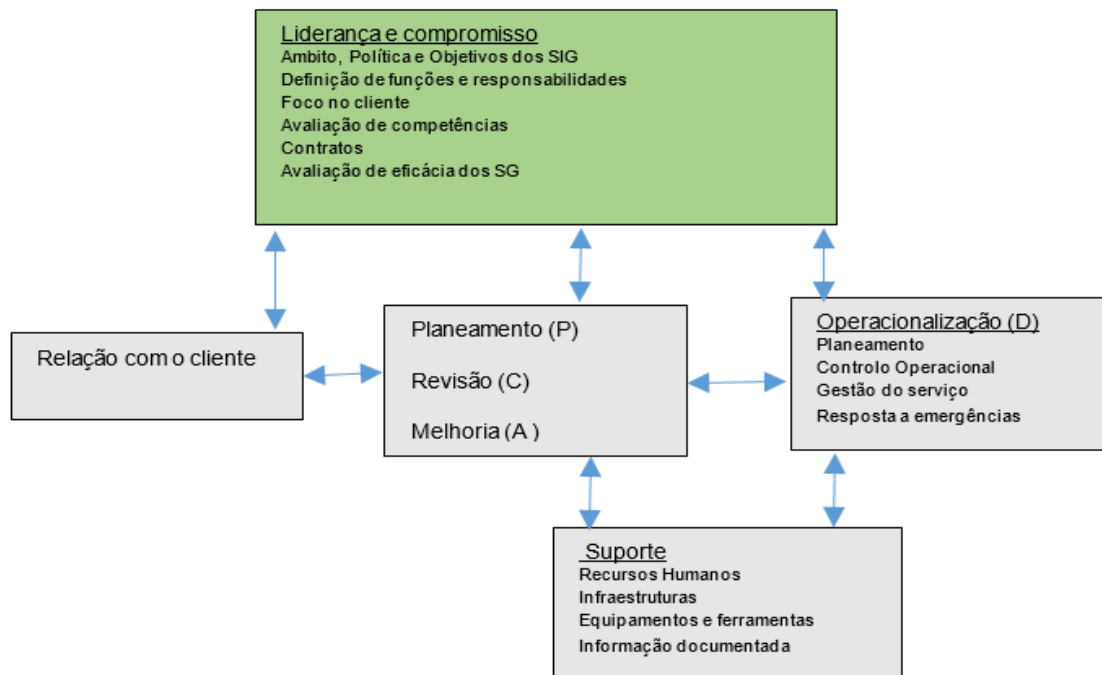 Liderança e compromisso
Ambito, Política e Objetivos dos SIG
Definição de funções e responsabilidades
Foco no cliente
Avaliação de competências
Contratos
Avaliação de eficácia dos SG
Relação com o cliente
Planeamento (P)
Revisão (C)
Melhoria (A )
Operacionalização (D)
Planeamento
Controlo Operacional
Gestão do serviço
Resposta a emergências
Suporte
Recursos Humanos
Infraestruturas
Equipamentos e ferramentas
Informação documentada